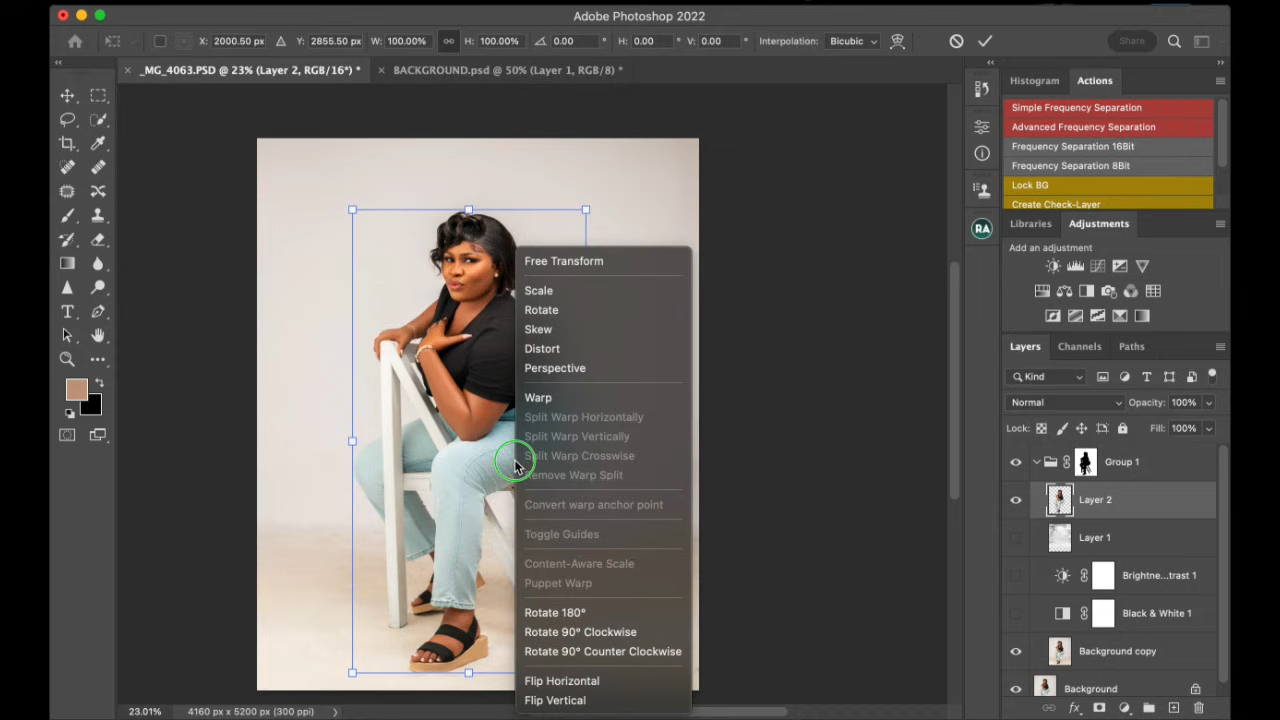 Adobe Photoshop 2022
X: 2000.50 px Y: 2855.50 px W: 100.00% H: 100.00% 0.00 ° H: 0.00 ° V: 0.00 ° Interpolation: Bicubic Share
_MG_4063.PSD @ 23% (Layer 2, RGB/16*) * BACKGROUND.psd @ 50% (Layer 1, RGB/8) *
Histogram Actions
Simple Frequency Separation
Advanced Frequency Separation
Frequency Separation 16Bit
Frequency Separation 8Bit
Lock BG
Create Check-Layer
Libraries Adjustments
Add an adjustment
RA
Free Transform
Scale
Rotate
Skew
Distort
Perspective
Warp
Split Warp Horizontally
Split Warp Vertically
Split Warp Crosswise
Remove Warp Split
Convert warp anchor point
Toggle Guides
Content-Aware Scale
Puppet Warp
Rotate 180°
Rotate 90° Clockwise
Rotate 90° Counter Clockwise
Flip Horizontal
Flip Vertical
Layers Channels Paths
Kind
Normal Opacity: 100%
Lock: Fill: 100%
Group 1
Layer 2
Layer 1
Brightne...trast 1
Black & White 1
Background copy
Background
23.01% 4160 px x 5200 px (300 ppi)